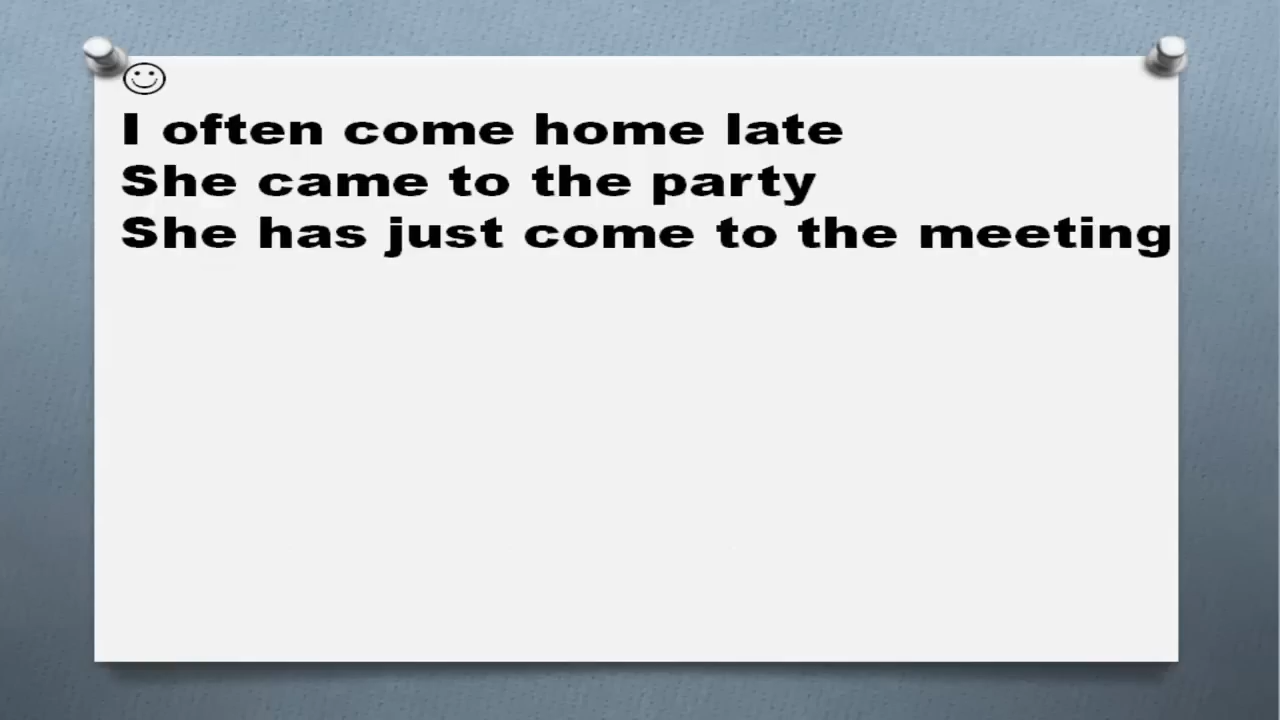 ☺
I often come home late
She came to the party
She has just come to the meeting